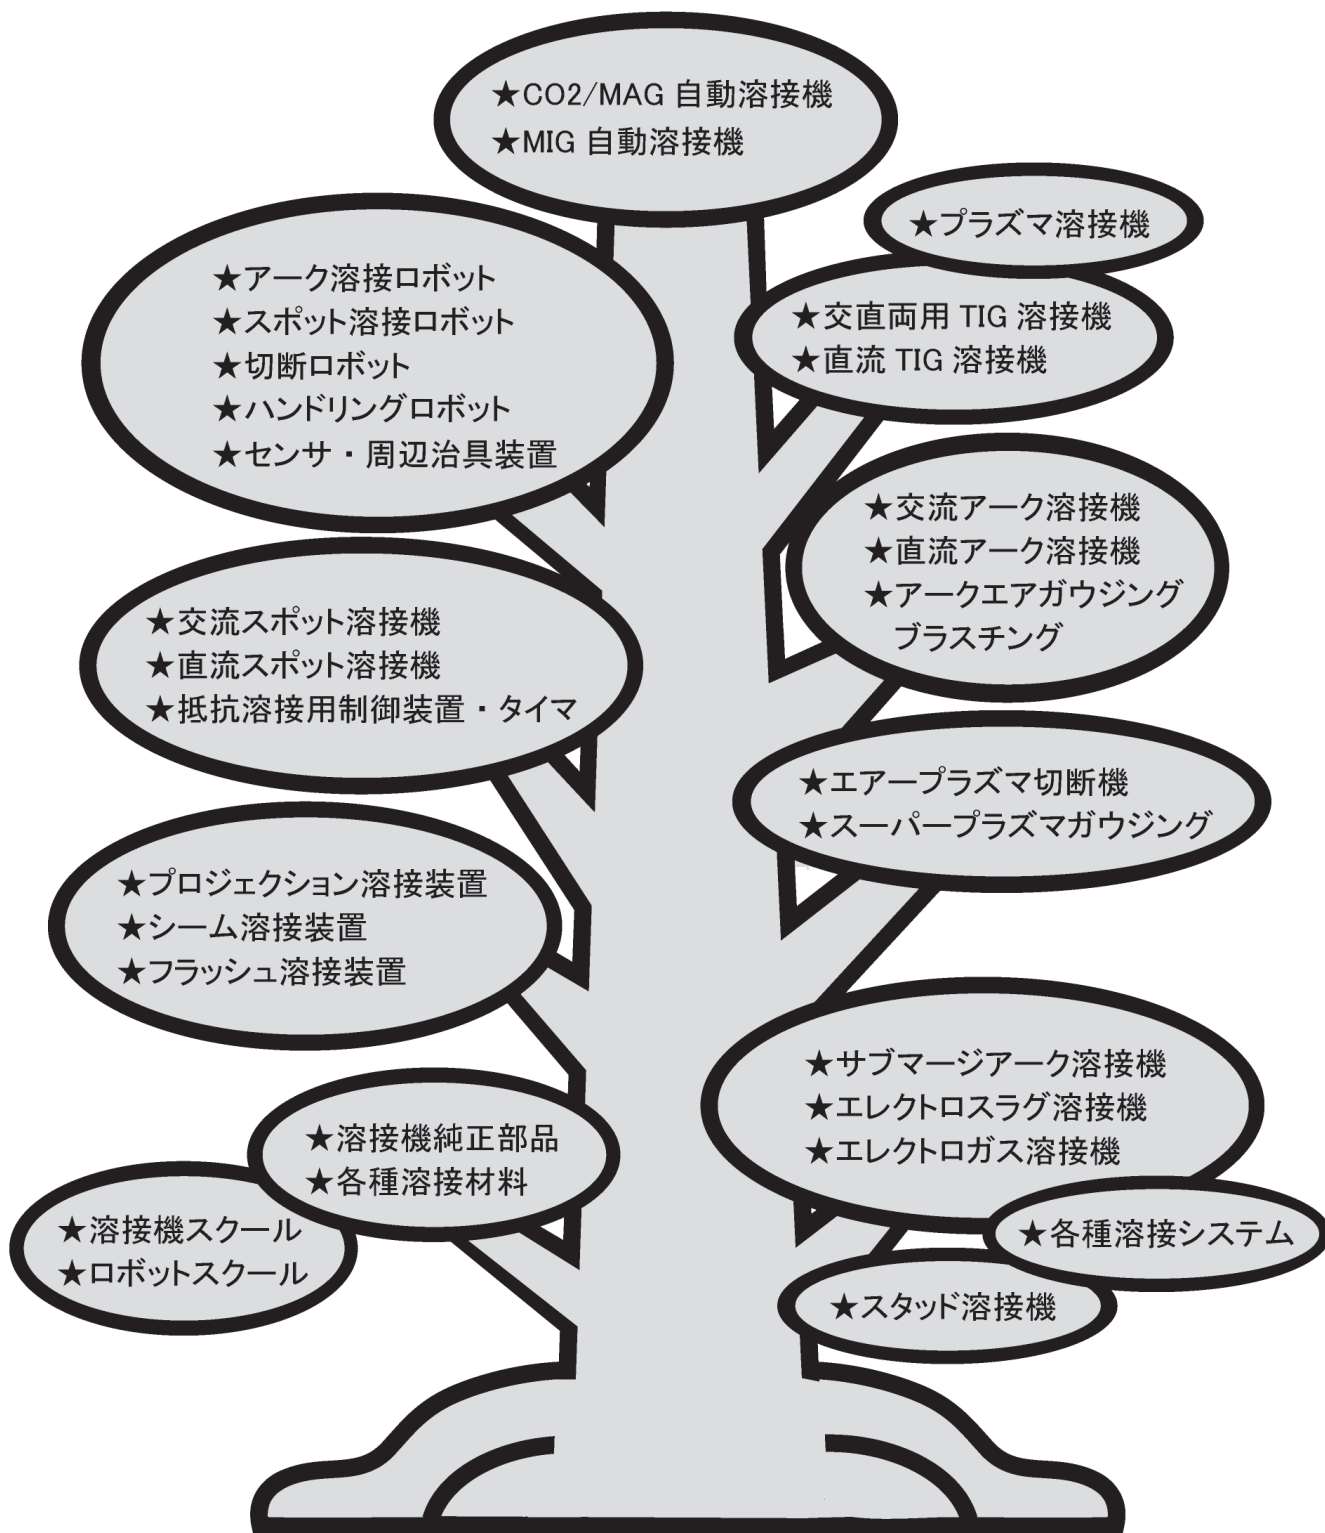 ★CO2/MAG 自動溶接機
★MIG 自動溶接機
★プラズマ溶接機
★交直両用 TIG 溶接機
★直流 TIG 溶接機
★アーク溶接ロボット
★スポット溶接ロボット
★切断ロボット
★ハンドリングロボット
★センサ・周辺治具装置
★交流アーク溶接機
★直流アーク溶接機
★アークエアガウジング
ブラスチング
★交流スポット溶接機
★直流スポット溶接機
★抵抗溶接用制御装置・タイマ
★エアープラズマ切断機
★スーパープラズマガウジング
★プロジェクション溶接装置
★シーム溶接装置
★フラッシュ溶接装置
★サブマージアーク溶接機
★エレクトロスラグ溶接機
★エレクトロガス溶接機
★溶接機純正部品
★各種溶接材料
★溶接機スクール
★ロボットスクール
★各種溶接システム
★スタッド溶接機